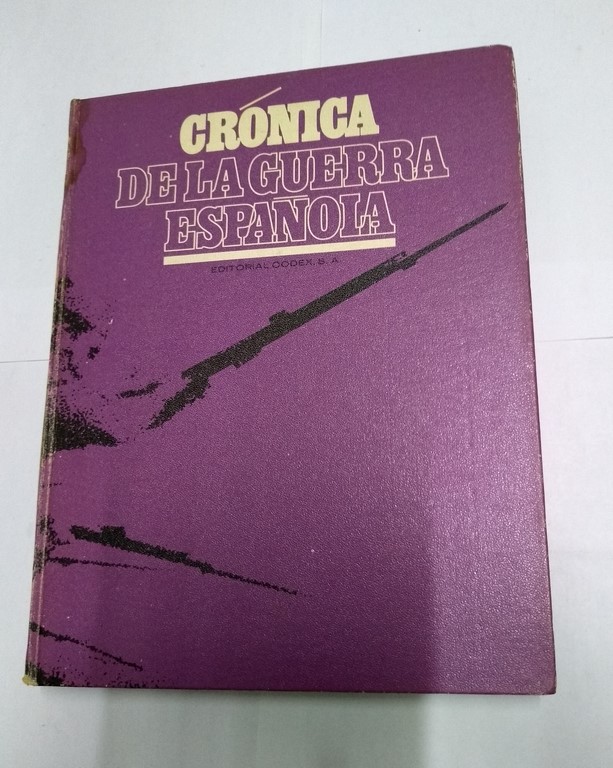 CRÓNICA
DE LA GUERRA
ESPAÑOLA
EDITORIAL CODEX, S. A.